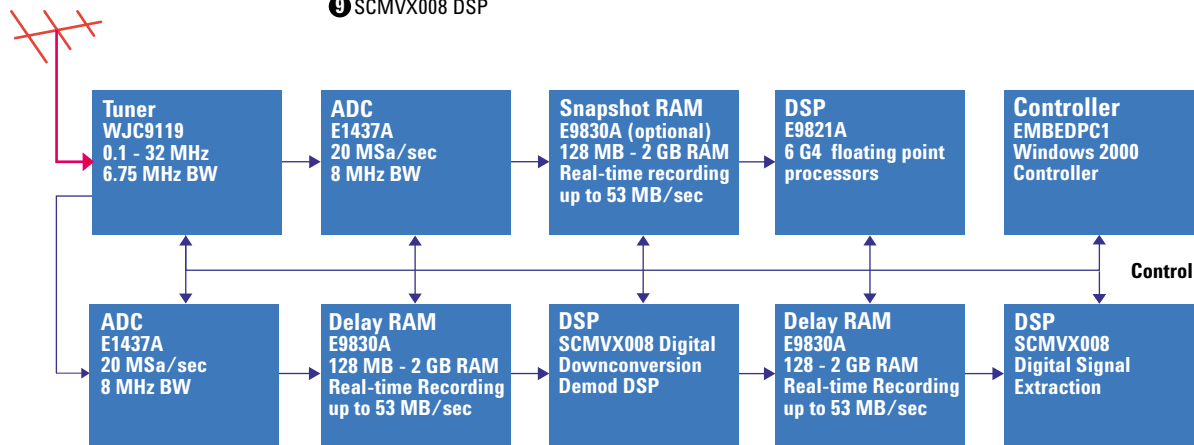 ❾ SCMVX008 DSP
Tuner
WJC9119
0.1 - 32 MHz
6.75 MHz BW
ADC
E1437A
20 MSa/sec
8 MHz BW
Snapshot RAM
E9830A (optional)
128 MB - 2 GB RAM
Real-time recording
up to 53 MB/sec
DSP
E9821A
6 G4 floating point
processors
Controller
EMBEDPC1
Windows 2000
Controller
Control
ADC
E1437A
20 MSa/sec
8 MHz BW
Delay RAM
E9830A
128 MB - 2 GB RAM
Real-time Recording
up to 53 MB/sec
DSP
SCMVX008 Digital
Downconversion
Demod DSP
Delay RAM
E9830A
128 - 2 GB RAM
Real-time Recording
up to 53 MB/sec
DSP
SCMVX008
Digital Signal
Extraction